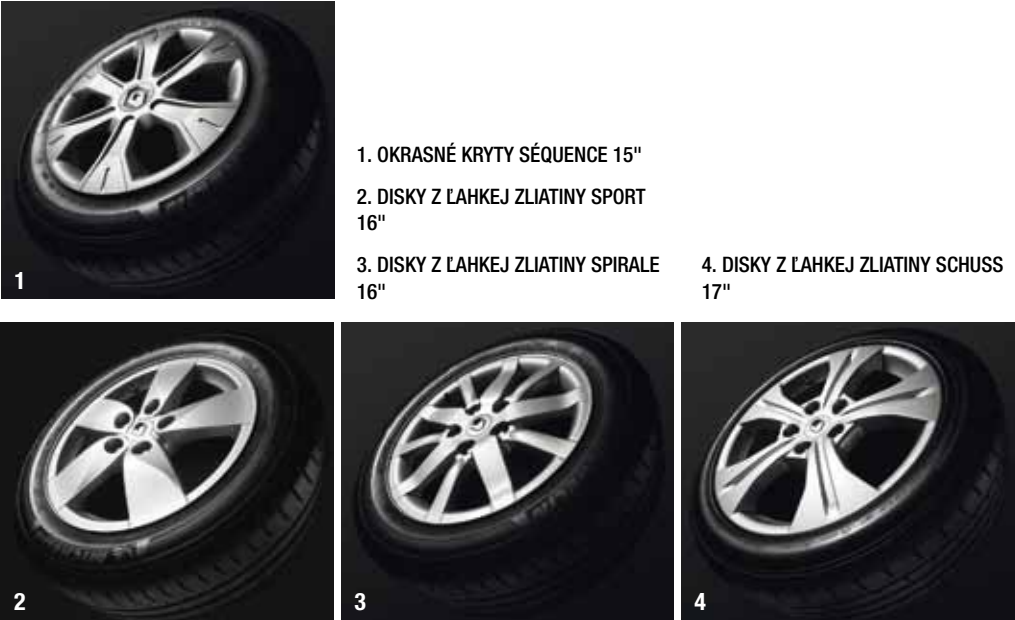 1. OKRASNÉ KRYTY SÉQUENCE 15"
2. DISKY Z ĽAHKEJ ZLIATINY SPORT
16"
3. DISKY Z ĽAHKEJ ZLIATINY SPIRALE
16"
4. DISKY Z ĽAHKEJ ZLIATINY SCHUSS
17"
1
2
3
4